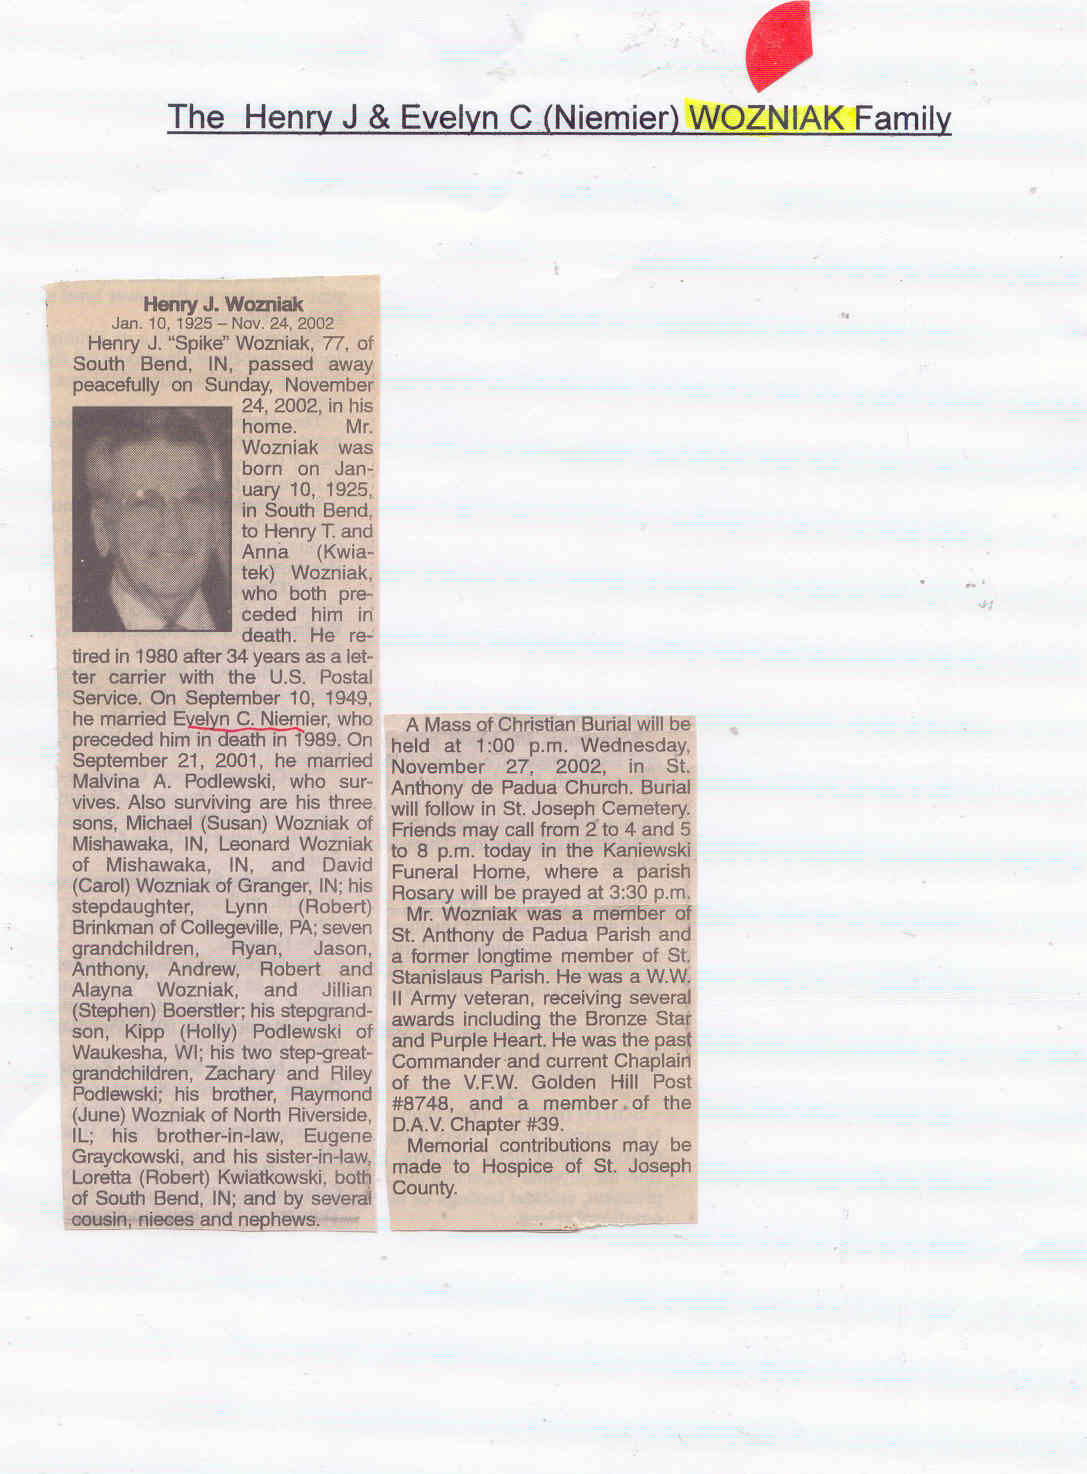 The Henry J & Evelyn C (Niemier) WOZNIAK Family
Henry J. Wozniak
Jan. 10, 1925 – Nov. 24, 2002
Henry J. “Spike” Wozniak, 77, of
South Bend, IN, passed away
peacefully on Sunday, November
24, 2002, in his
home. Mr.
Wozniak was
born on Jan-
uary 10, 1925,
in South Bend,
to Henry T. and
Anna (Kwia-
tek) Wozniak,
who both pre-
ceded him in
death. He re-
tired in 1980 after 34 years as a let-
ter carrier with the U.S. Postal
Service. On September 10, 1949,
he married Evelyn C. Niemier, who
preceded him in death in 1989. On
September 21, 2001, he married
Malvina A. Podlewski, who sur-
vives. Also surviving are his three
sons, Michael (Susan) Wozniak of
Mishawaka, IN, Leonard Wozniak
of Mishawaka, IN, and David
(Carol) Wozniak of Granger, IN; his
stepdaughter, Lynn (Robert)
Brinkman of Collegeville, PA; seven
grandchildren, Ryan, Jason,
Anthony, Andrew, Robert and
Alayna Wozniak, and Jillian
(Stephen) Boerstler; his stepgrand-
son, Kipp (Holly) Podlewski of
Waukesha, WI; his two step-great-
grandchildren, Zachary and Riley
Podlewski; his brother, Raymond
(June) Wozniak of North Riverside,
IL; his brother-in-law, Eugene
Grayckowski, and his sister-in-law,
Loretta (Robert) Kwiatkowski, both
of South Bend, IN; and by several
cousin, nieces and nephews.
A Mass of Christian Burial will be
held at 1:00 p.m. Wednesday,
November 27, 2002, in St.
Anthony de Padua Church. Burial
will follow in St. Joseph Cemetery.
Friends may call from 2 to 4 and 5
to 8 p.m. today in the Kaniewski
Funeral Home, where a parish
Rosary will be prayed at 3:30 p.m.
Mr. Wozniak was a member of
St. Anthony de Padua Parish and
a former longtime member of St.
Stanislaus Parish. He was a W.W.
II Army veteran, receiving several
awards including the Bronze Star
and Purple Heart. He was the past
Commander and current Chaplain
of the V.F.W. Golden Hill Post
#8748, and a member of the
D.A.V. Chapter #39.
Memorial contributions may be
made to Hospice of St. Joseph
County.